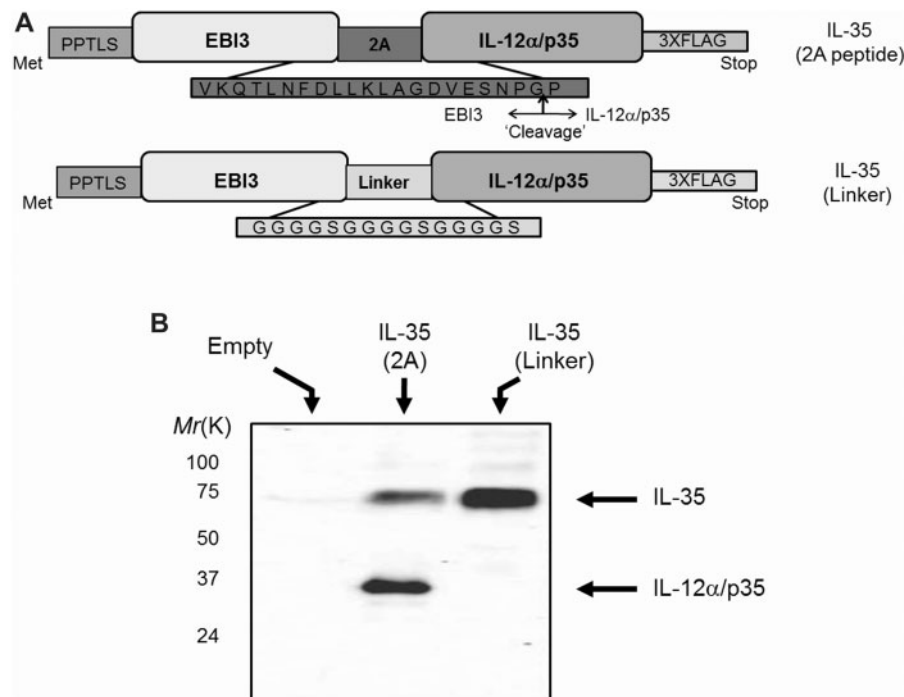 A
PPTLS EBI3 2A IL-12α/p35 3XFLAG IL-35
Met Stop (2A peptide)
VKQTLNFDLLKLAGDVESNPGP
EBI3 IL-12α/p35
'Cleavage'
PPTLS EBI3 Linker IL-12α/p35 3XFLAG IL-35
Met Stop (Linker)
GGGGSGGGGSGGGGS
B
Empty IL-35 IL-35
(2A) (Linker)
Mr(K)
100
75 IL-35
50
37 IL-12α/p35
24